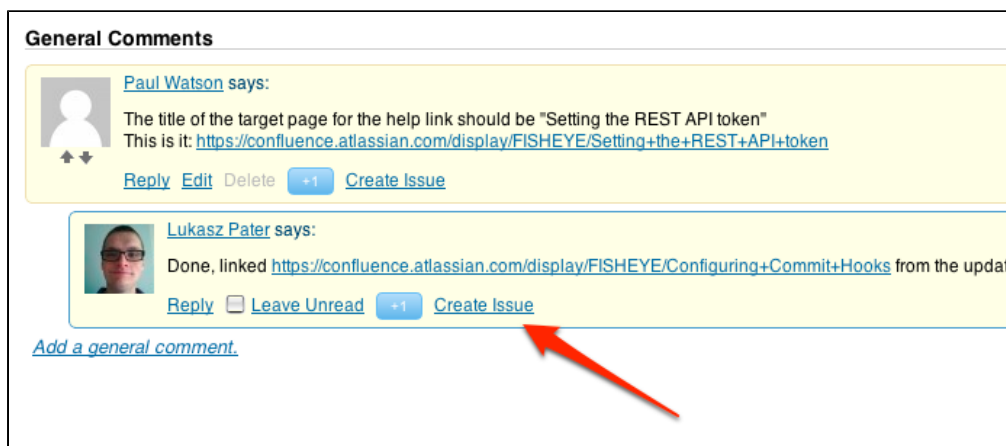 General Comments
Paul Watson says:
The title of the target page for the help link should be "Setting the REST API token"
This is it: https://confluence.atlassian.com/display/FISHEYE/Setting+the+REST+API+token
Reply Edit Delete +1 Create Issue
Lukasz Pater says:
Done, linked https://confluence.atlassian.com/display/FISHEYE/Configuring+Commit+Hooks from the updat
Reply Leave Unread +1 Create Issue
Add a general comment.